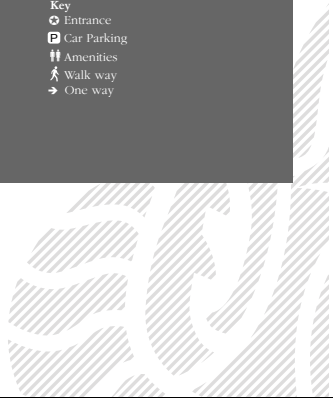 Key
Entrance
P Car Parking
Amenities
Walk way
One way